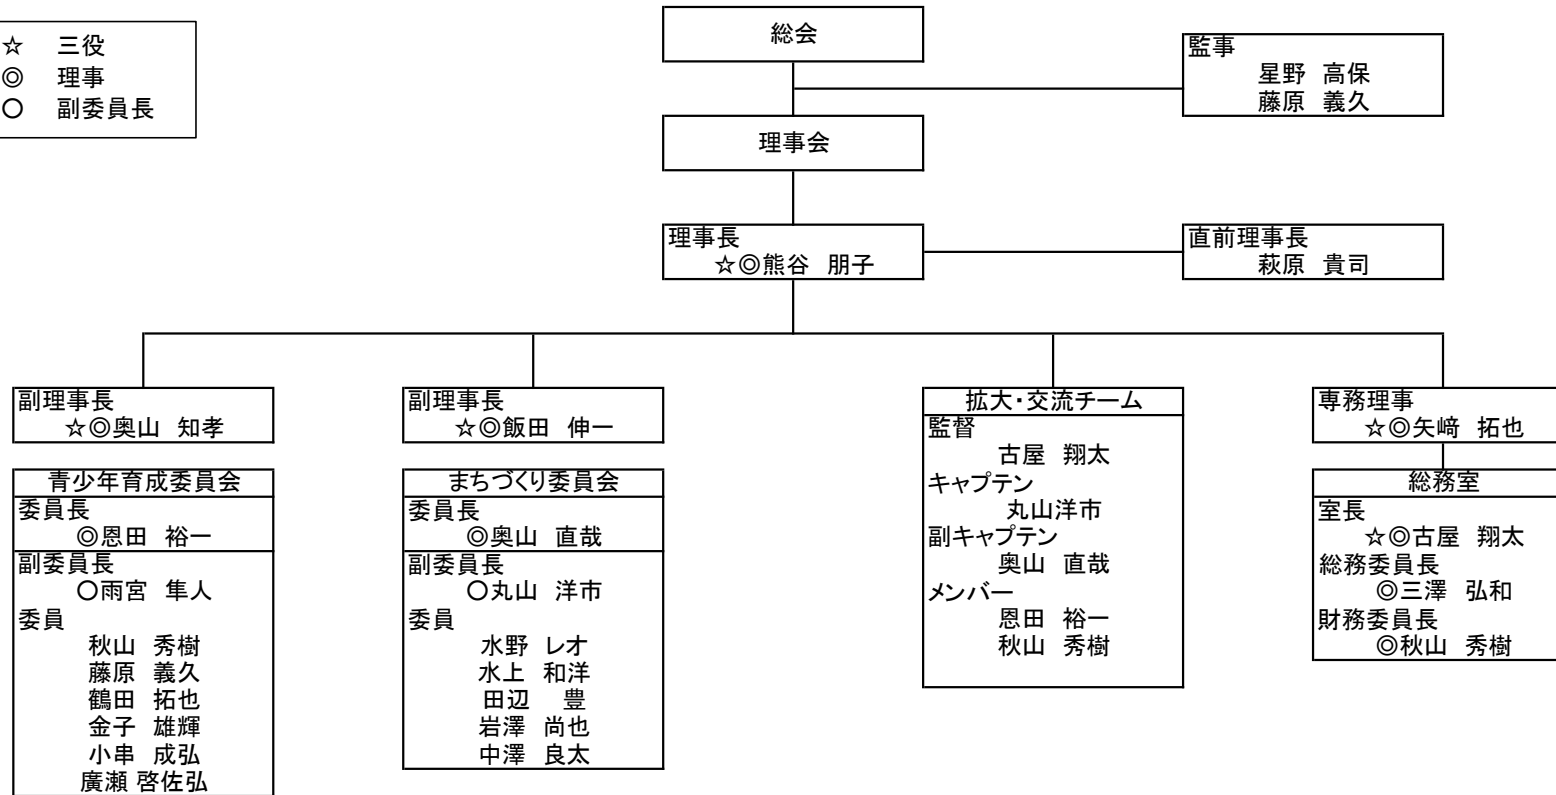 ☆ 三役
◎ 理事
○ 副委員長
総会
監事
星野 高保
藤原 義久
理事会
理事長
☆◎熊谷 朋子
直前理事長
萩原 貴司
副理事長
☆◎奥山 知孝
青少年育成委員会
委員長
◎恩田 裕一
副委員長
○雨宮 隼人
委員
秋山 秀樹
藤原 義久
鶴田 拓也
金子 雄輝
小串 成弘
廣瀬 啓佐弘
副理事長
☆◎飯田 伸一
まちづくり委員会
委員長
◎奥山 直哉
副委員長
○丸山 洋市
委員
水野 レオ
水上 和洋
田辺 豊
岩澤 尚也
中澤 良太
拡大・交流チーム
監督
古屋 翔太
キャプテン
丸山洋市
副キャプテン
奥山 直哉
メンバー
恩田 裕一
秋山 秀樹
専務理事
☆◎矢﨑 拓也
総務室
室長
☆◎古屋 翔太
総務委員長
◎三澤 弘和
財務委員長
◎秋山 秀樹